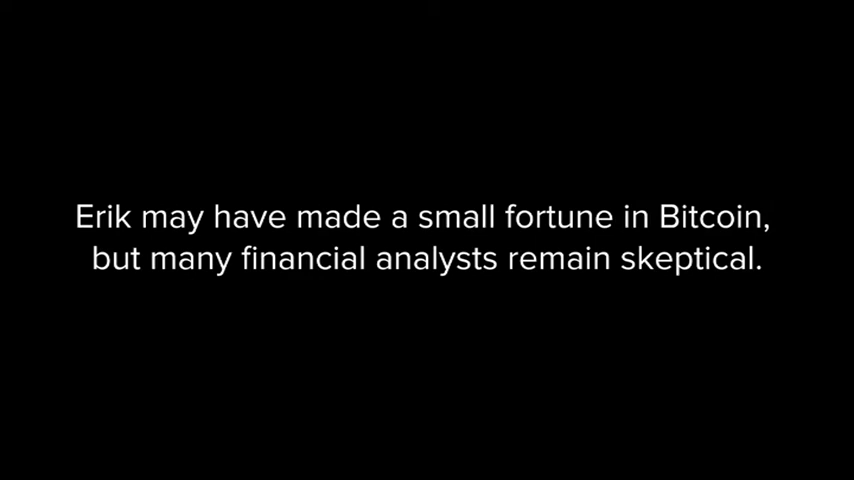 Erik may have made a small fortune in Bitcoin,
but many financial analysts remain skeptical.